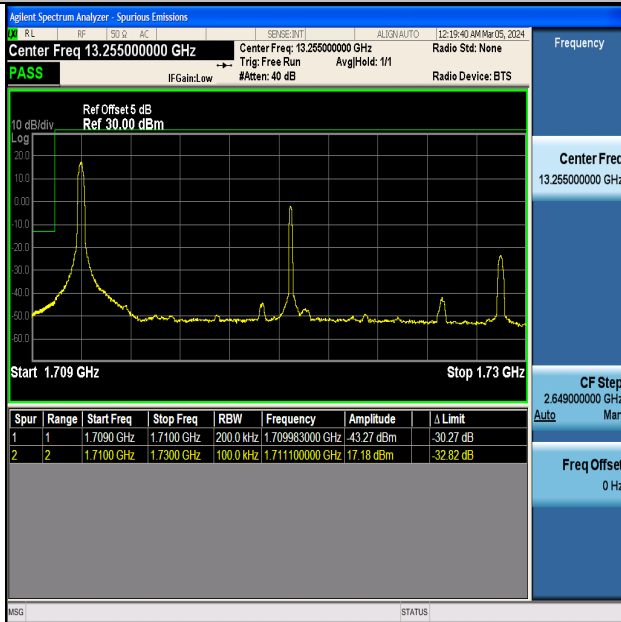 Agilent Spectrum Analyzer - Spurious Emissions
RL RF 50 Ω AC SENSE:INT ALIGN AUTO 12:19:40 AM Mar 05, 2024
Center Freq 13.255000000 GHz
Center Freq: 13.255000000 GHz
Radio Std: None
Trig: Free Run Avg|Hold: 1/1
PASS
IFGain:Low
#Atten: 40 dB
Radio Device: BTS
Ref Offset 5 dB
10 dB/div Ref 30.00 dBm
Log
20.0
10.0
0.00
-10.0
-20.0
-30.0
-40.0
-50.0
-60.0
Start 1.709 GHz Stop 1.73 GHz
Spur Range Start Freq Stop Freq RBW Frequency Amplitude Δ Limit
1 1 1.7090 GHz 1.7100 GHz 200.0 kHz 1.709983000 GHz -43.27 dBm -30.27 dB
2 2 1.7100 GHz 1.7300 GHz 100.0 kHz 1.711100000 GHz 17.18 dBm -32.82 dB
Frequency
Center Freq
13.255000000 GHz
CF Step
2.649000000 GHz
Auto Man
Freq Offset
0 Hz
MSG STATUS